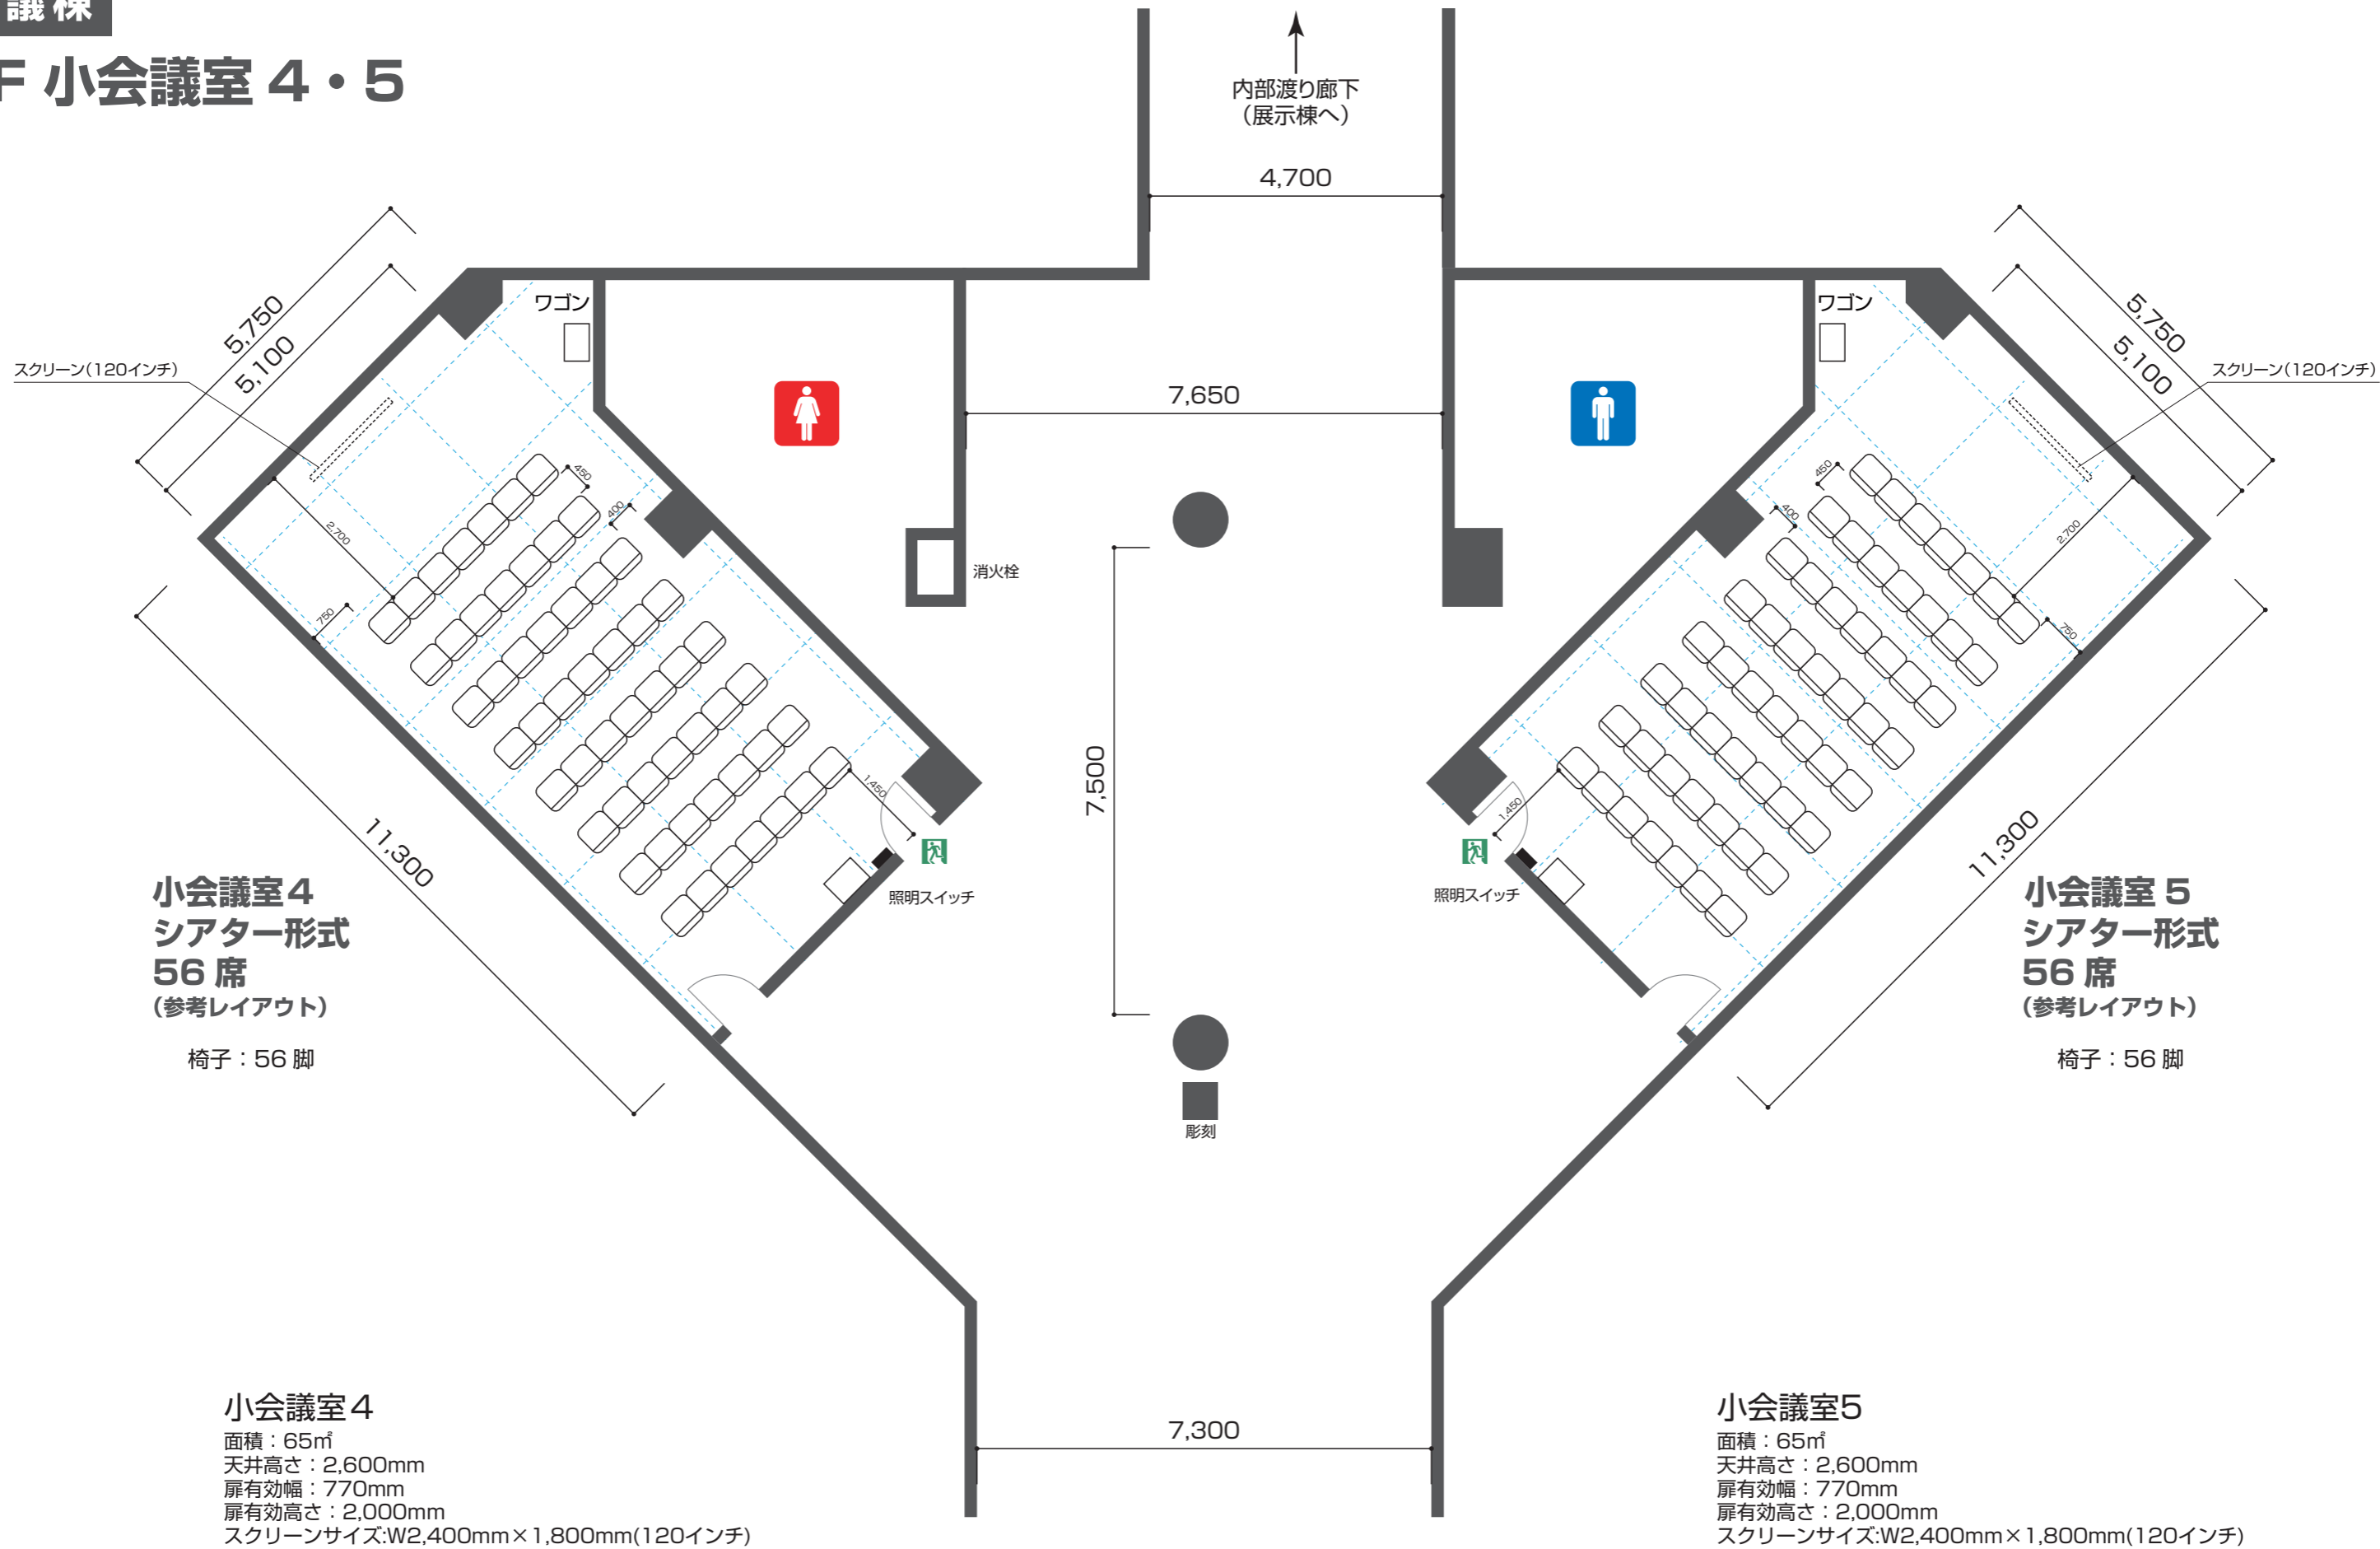 議棟
F 小会議室 4・5
内部渡り廊下
（展示棟へ）
4,700
5,750
5,100
スクリーン（120インチ）
ワゴン
7,650
ワゴン
5,750
5,100
スクリーン（120インチ）
450
400
2,700
750
消火栓
450
400
2,700
750
7,500
1,450
照明スイッチ
1,450
照明スイッチ
11,300
11,300
小会議室４
シアター形式
56 席
（参考レイアウト）
椅子：56 脚
小会議室 5
シアター形式
56 席
（参考レイアウト）
椅子：56 脚
彫刻
7,300
小会議室４
面積：65㎡
天井高さ：2,600mm
扉有効幅：770mm
扉有効高さ：2,000mm
スクリーンサイズ:W2,400mm×1,800mm(120インチ)
小会議室5
面積：65㎡
天井高さ：2,600mm
扉有効幅：770mm
扉有効高さ：2,000mm
スクリーンサイズ:W2,400mm×1,800mm(120インチ)